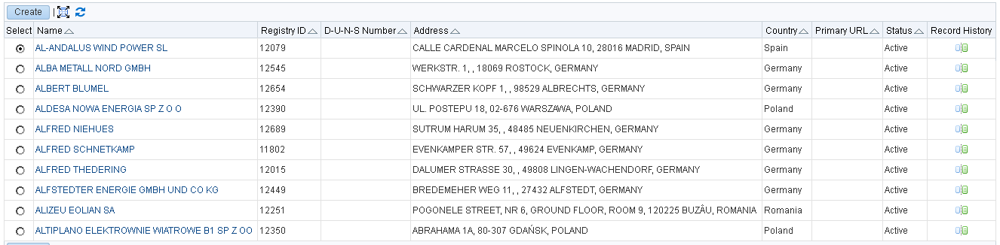 Create
Select Name Registry ID D-U-N-S Number Address Country Primary URL Status Record History
AL-ANDALUS WIND POWER SL 12079 CALLE CARDENAL MARCELO SPINOLA 10, 28016 MADRID, SPAIN Spain Active
ALBA METALL NORD GMBH 12545 WERKSTR. 1, , 18069 ROSTOCK, GERMANY Germany Active
ALBERT BLUMEL 12654 SCHWARZER KOPF 1, , 98529 ALBRECHTS, GERMANY Germany Active
ALDESA NOWA ENERGIA SP Z O O 12390 UL. POSTEPU 18, 02-676 WARSZAWA, POLAND Poland Active
ALFRED NIEHUES 12689 SUTRUM HARUM 35, , 48485 NEUENKIRCHEN, GERMANY Germany Active
ALFRED SCHNETKAMP 11802 EVENKAMPER STR. 57, , 49624 EVENKAMP, GERMANY Germany Active
ALFRED THEDERING 12015 DALUMER STRASSE 30, , 49808 LINGEN-WACHENDORF, GERMANY Germany Active
ALFSTEDTER ENERGIE GMBH UND CO KG 12449 BREDEMEHER WEG 11, , 27432 ALFSTEDT, GERMANY Germany Active
ALIZEU EOLIAN SA 12251 POGONELE STREET, NR 6, GROUND FLOOR, ROOM 9, 120225 BUZÂU, ROMANIA Romania Active
ALTIPLANO ELEKTROWNIE WIATROWE B1 SP Z OO 12350 ABRAHAMA 1A, 80-307 GDAŃSK, POLAND Poland Active